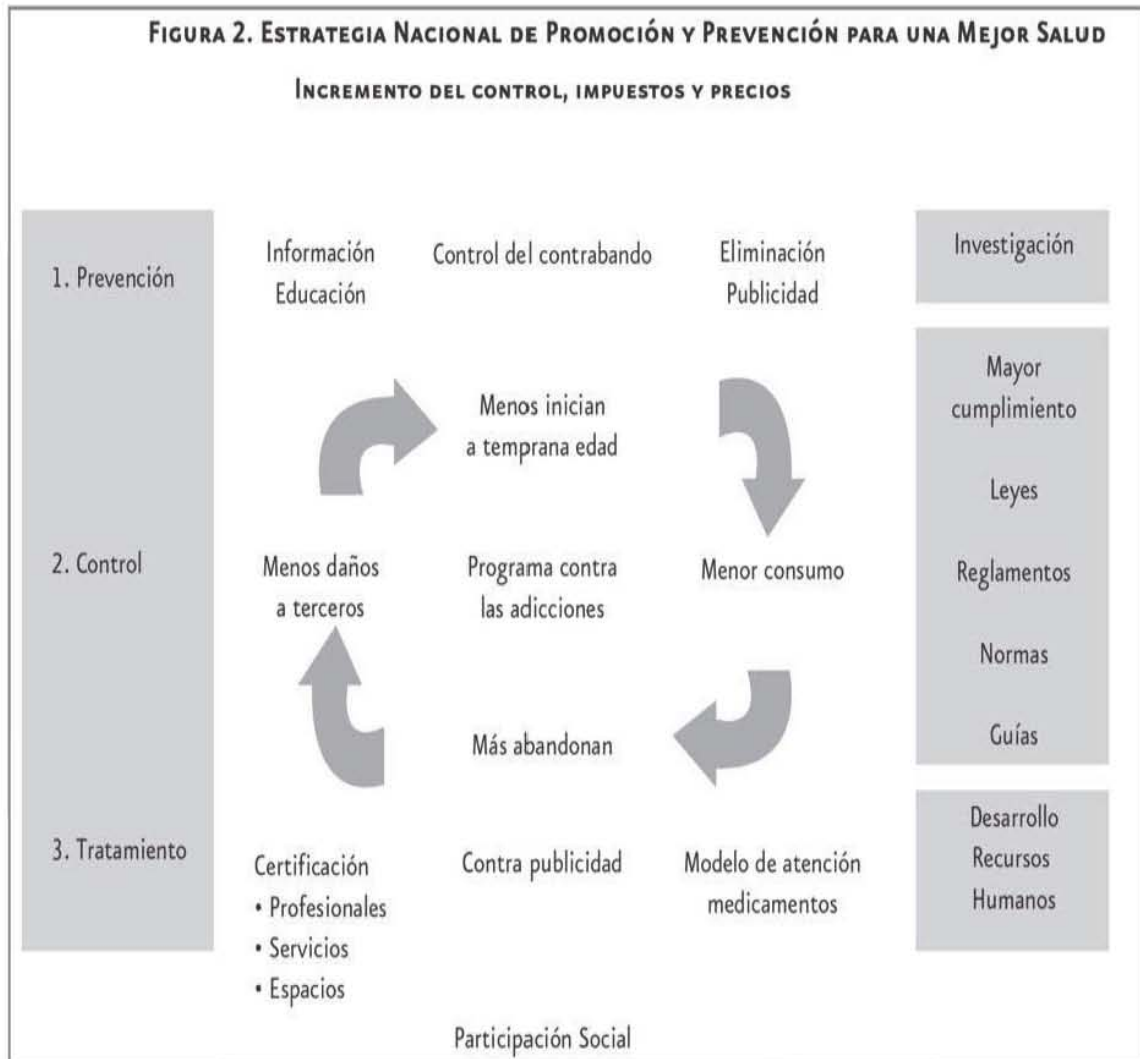 FIGURA 2. ESTRATEGIA NACIONAL DE PROMOCIÓN Y PREVENCIÓN PARA UNA MEJOR SALUD
INCREMENTO DEL CONTROL, IMPUESTOS Y PRECIOS
1. Prevención
Información
Educación
Control del contrabando
Eliminación
Publicidad
Investigación
Menos inician
a temprana edad
Mayor
cumplimiento
Leyes
2. Control
Menos daños
a terceros
Programa contra
las adicciones
Menor consumo
Reglamentos
Normas
Más abandonan
Guías
3. Tratamiento
Certificación
• Profesionales
• Servicios
• Espacios
Contra publicidad
Modelo de atención
medicamentos
Desarrollo
Recursos
Humanos
Participación Social